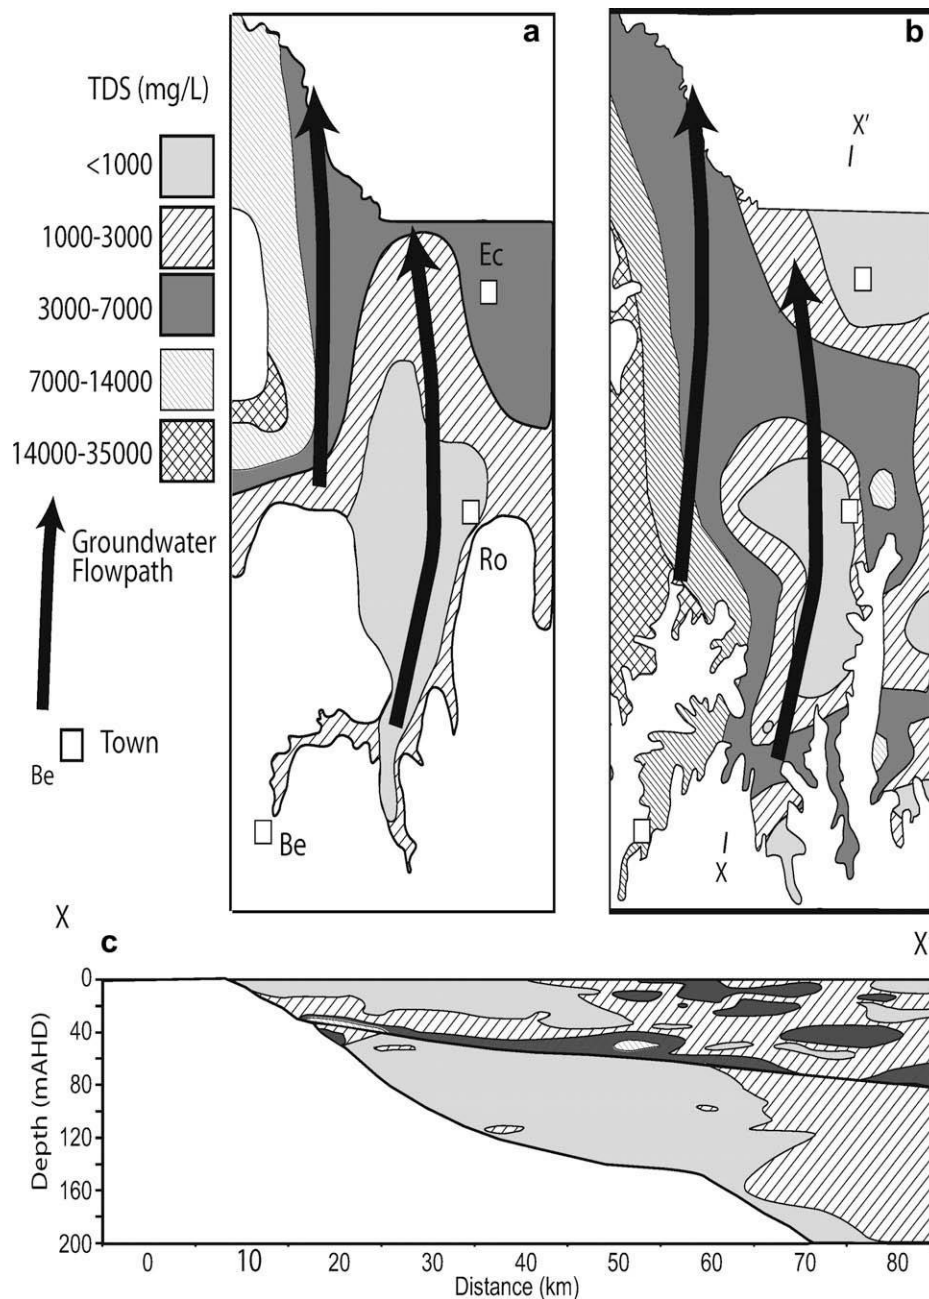 a
b
TDS (mg/L)
<1000
1000-3000
3000-7000
7000-14000
14000-35000
Groundwater
Flowpath
Town
Be
Ec
Ro
Be
X'
X
X
c
X
0
40
80
120
160
200
Depth (mAHD)
0 10 20 30 40 50 60 70 80
Distance (km)